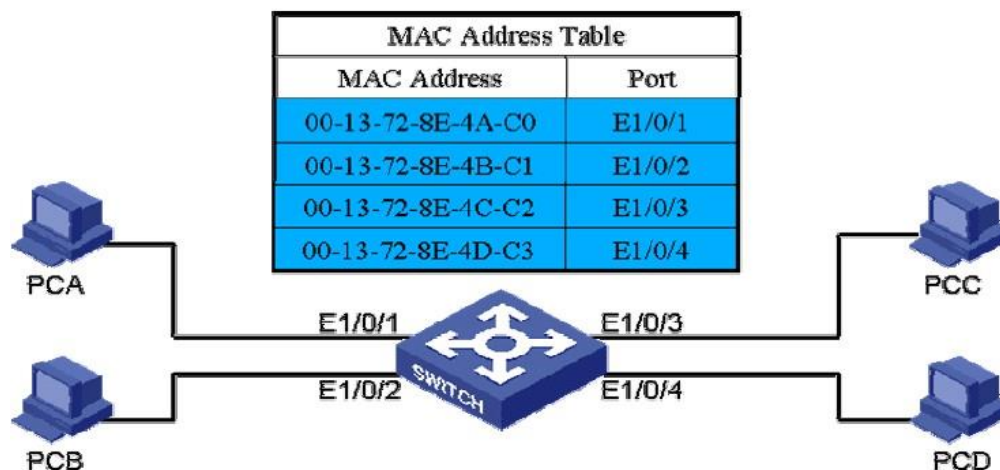 MAC Address Table
MAC Address Port
00-13-72-8E-4A-C0 E1/0/1
00-13-72-8E-4B-C1 E1/0/2
00-13-72-8E-4C-C2 E1/0/3
00-13-72-8E-4D-C3 E1/0/4
PCA
PCC
E1/0/1
E1/0/3
SWITCH
E1/0/2
E1/0/4
PCB
PCD